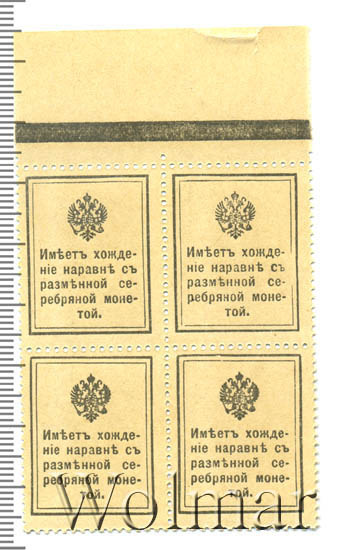 Имѣетъ хожде-
ніе наравнѣ съ
размѣнной се-
ребряной моне-
той.
Имѣетъ хожде-
ніе наравнѣ съ
размѣнной се-
ребряной моне-
той.
Имѣетъ хожде-
ніе наравнѣ съ
размѣнной се-
ребряной моне-
той.
Имѣетъ хожде-
ніе наравнѣ съ
размѣнной се-
ребряной моне-
той.
Wolmar